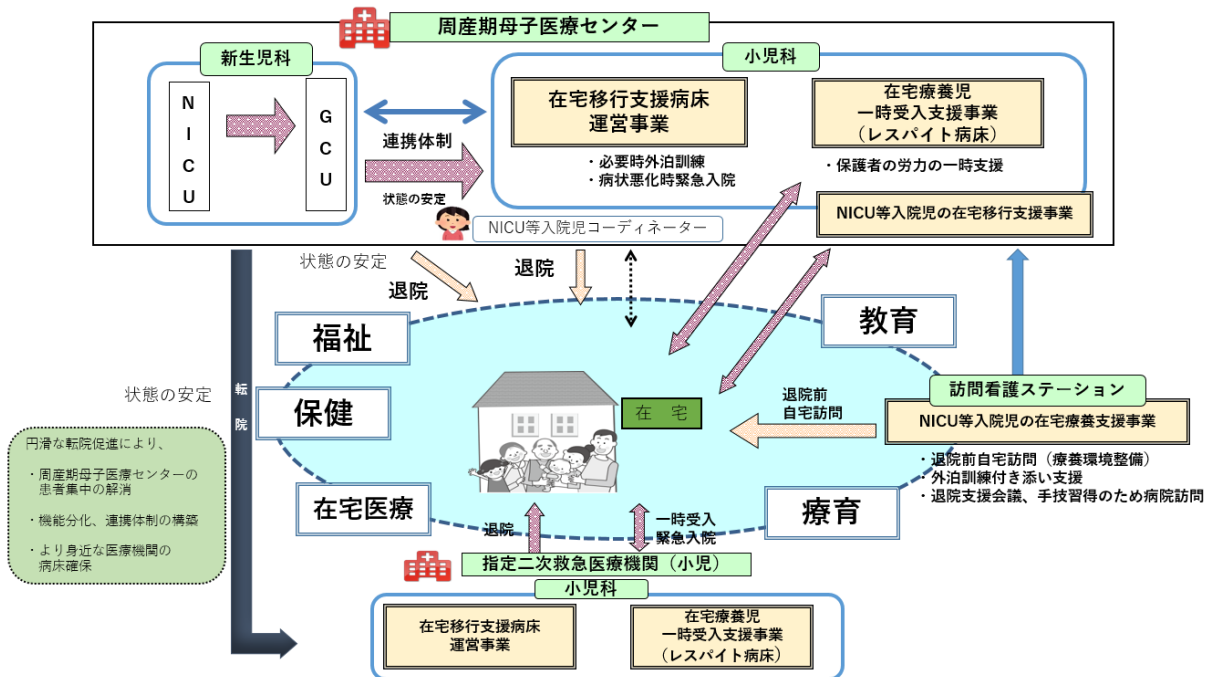 周産期母子医療センター
新生児科
小児科
NICU
GCU
連携体制
状態の安定
在宅移行支援病床
運営事業
・必要時外泊訓練
・病状悪化時緊急入院
在宅療養児
一時受入支援事業
（レスパイト病床）
・保護者の労力の一時支援
NICU等入院児の在宅移行支援事業
NICU等入院児コーディネーター
状態の安定
退院
退院
福祉
教育
保健
在宅医療
療育
在　宅
訪問看護ステーション
NICU等入院児の在宅療養支援事業
・退院前自宅訪問（療養環境整備）
・外泊訓練付き添い支援
・退院支援会議、手技習得のため病院訪問
退院前
自宅訪問
状態の安定
転院
円滑な転院促進により、
・周産期母子医療センターの
患者集中の解消
・機能分化、連携体制の構築
・より身近な医療機関の
病床確保
退院
一時受入
緊急入院
指定二次救急医療機関（小児）
小児科
在宅移行支援病床
運営事業
在宅療養児
一時受入支援事業
（レスパイト病床）